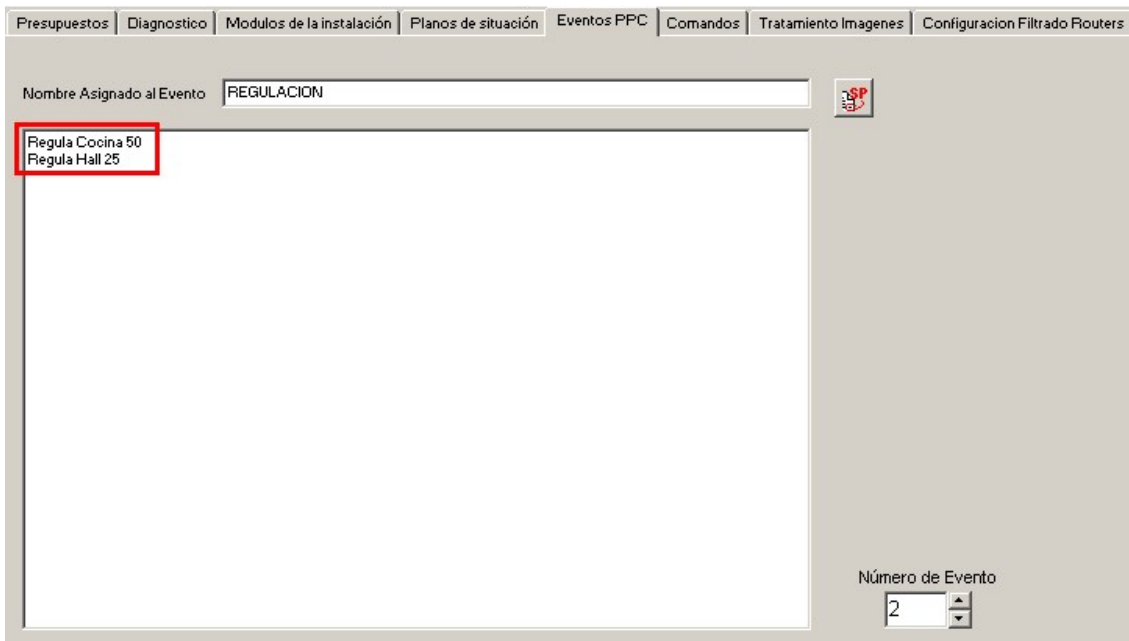 Presupuestos Diagnostico Modulos de la instalación Planos de situación Eventos PPC Comandos Tratamiento Imagenes Configuracion Filtrado Routers
Nombre Asignado al Evento REGULACION
SP
Regula Cocina 50
Regula Hall 25
Número de Evento
2